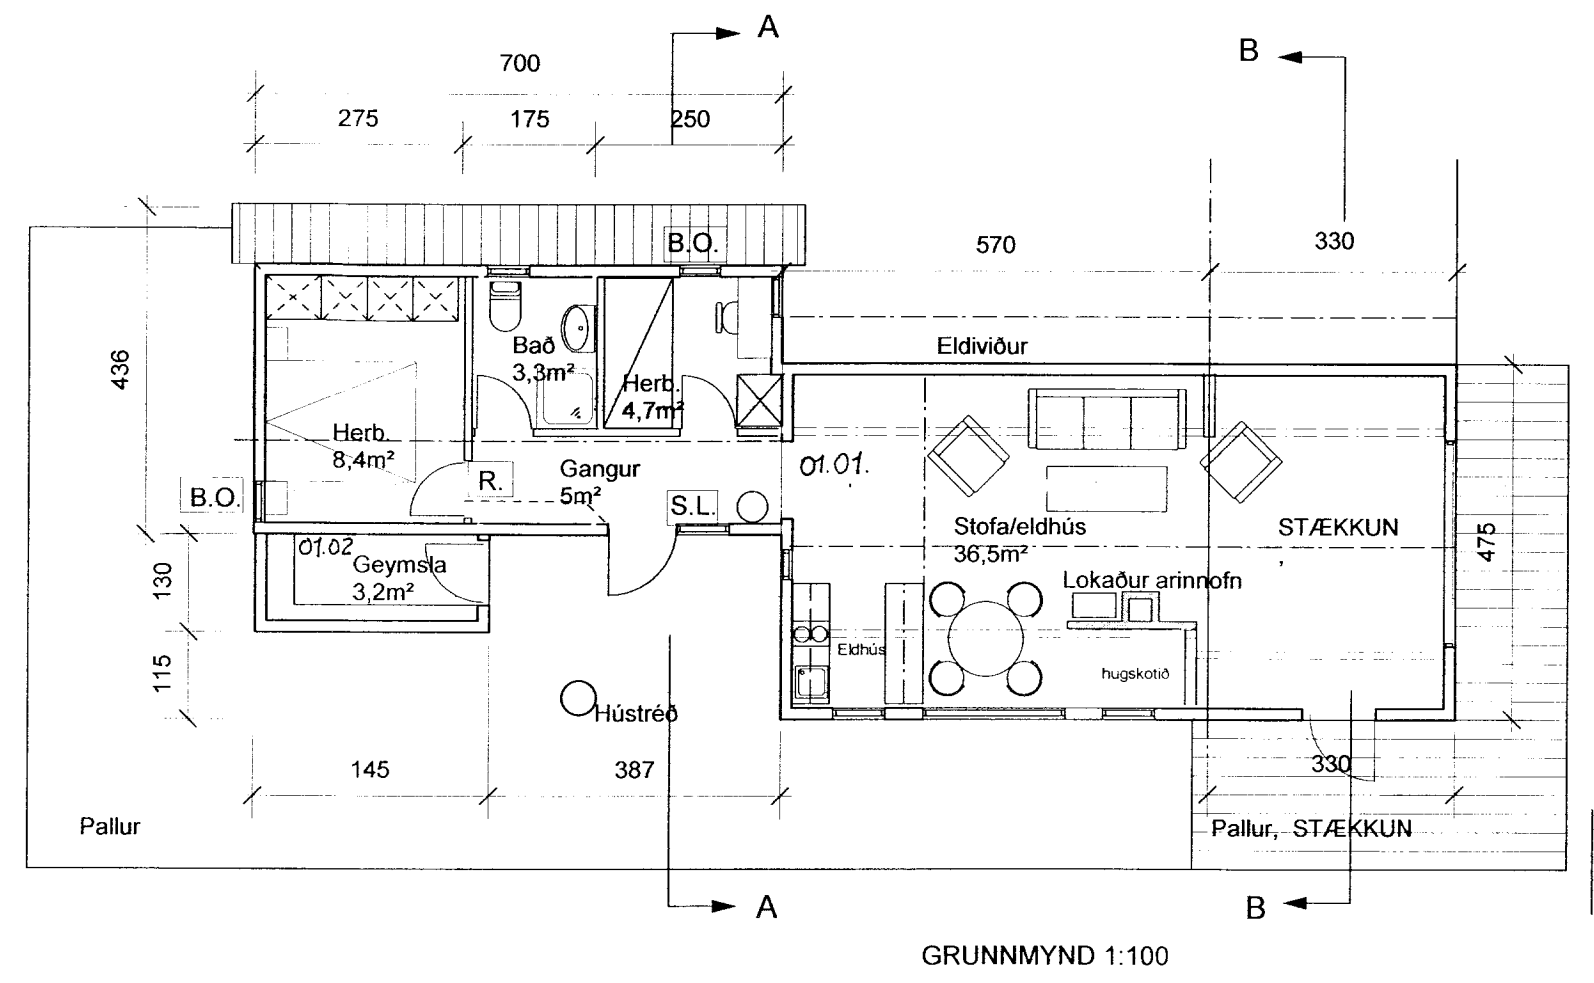 A
B
700
275
175
250
B.O.
570
330
436
Eldiviður
Bað
3,3m²
Herb.
4,7m²
Herb.
8,4m²
Gangur
5m²
R.
B.O.
S.L.
01.01.
Stofa/eldhús
36,5m²
STÆKKUN
475
01.02
Geymsla
3,2m²
130
Lokaður arinnofn
Eldhús
hugskotið
115
Hústréð
145
387
330
Pallur
Pallur, STÆKKUN
A
B
GRUNNMYND 1:100